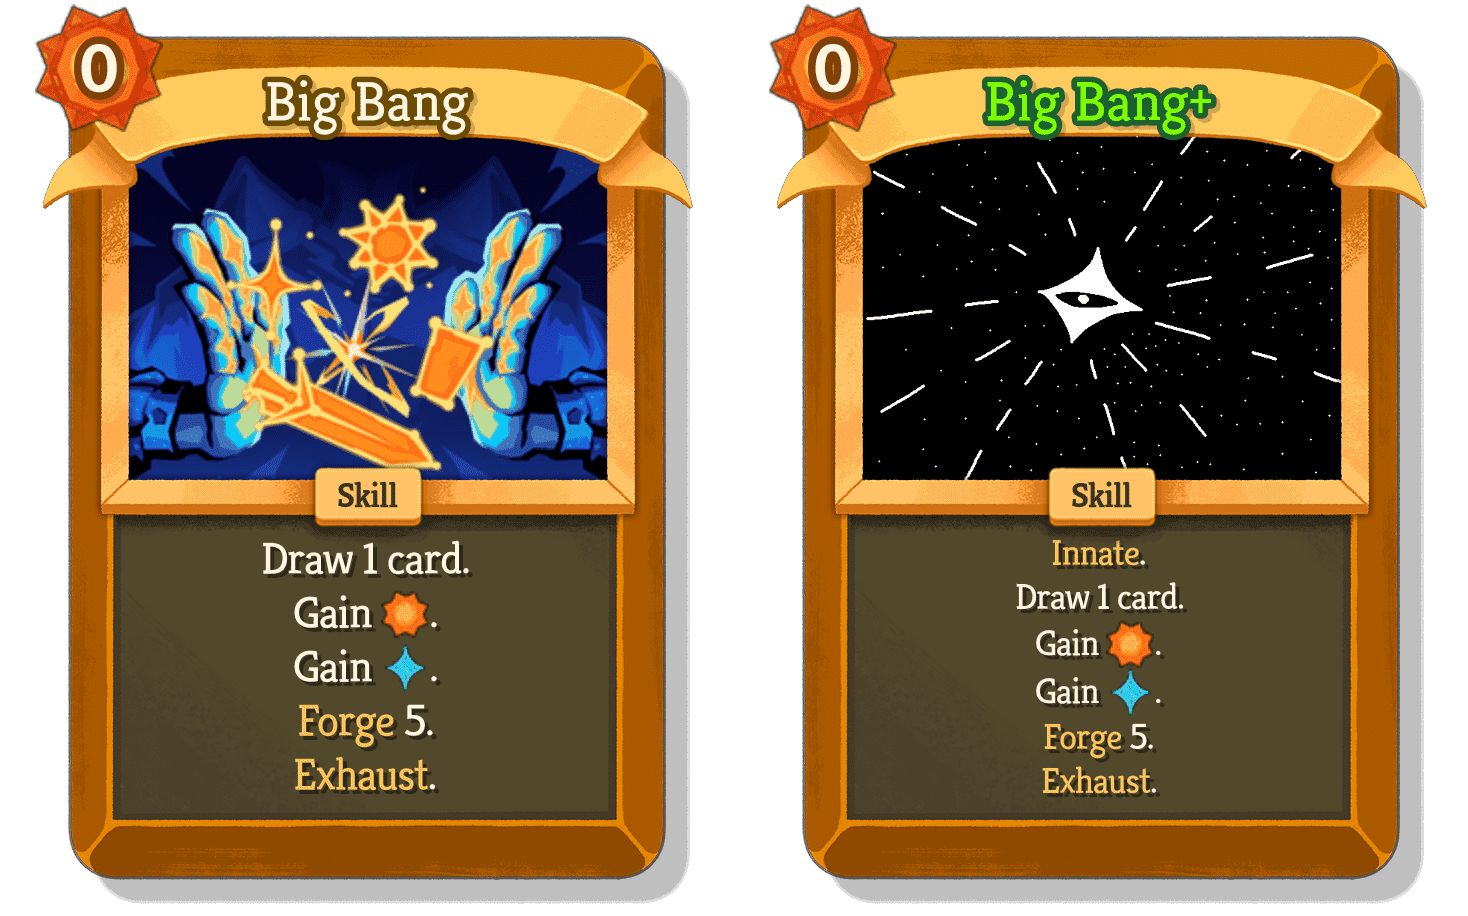 0
Big Bang
Skill
Draw 1 card.
Gain .
Gain .
Forge 5.
Exhaust.
0
Big Bang+
Skill
Innate.
Draw 1 card.
Gain .
Gain .
Forge 5.
Exhaust.